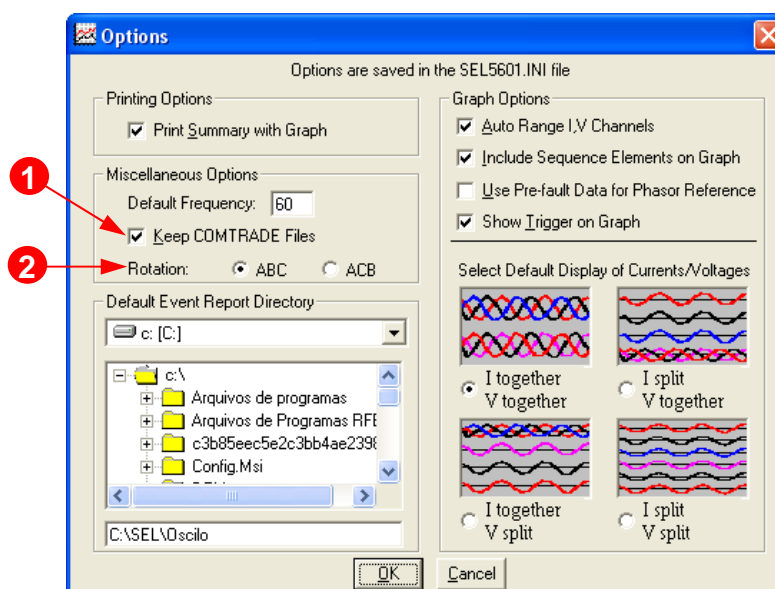 Options
Options are saved in the SEL5601.INI file
Printing Options
Print Summary with Graph
Miscellaneous Options
Default Frequency: 60
Keep COMTRADE Files
Rotation: ABC ACB
1
2
Default Event Report Directory
c: [C:]
c:\
Arquivos de programas
Arquivos de Programas RFB
c3b85eec5e2c3bb4ae2398
Config.Msi
C:\SEL\Oscilo
Graph Options
Auto Range I,V Channels
Include Sequence Elements on Graph
Use Pre-fault Data for Phasor Reference
Show Trigger on Graph
Select Default Display of Currents/Voltages
I together
V together
I split
V together
I together
V split
I split
V split
OK
Cancel